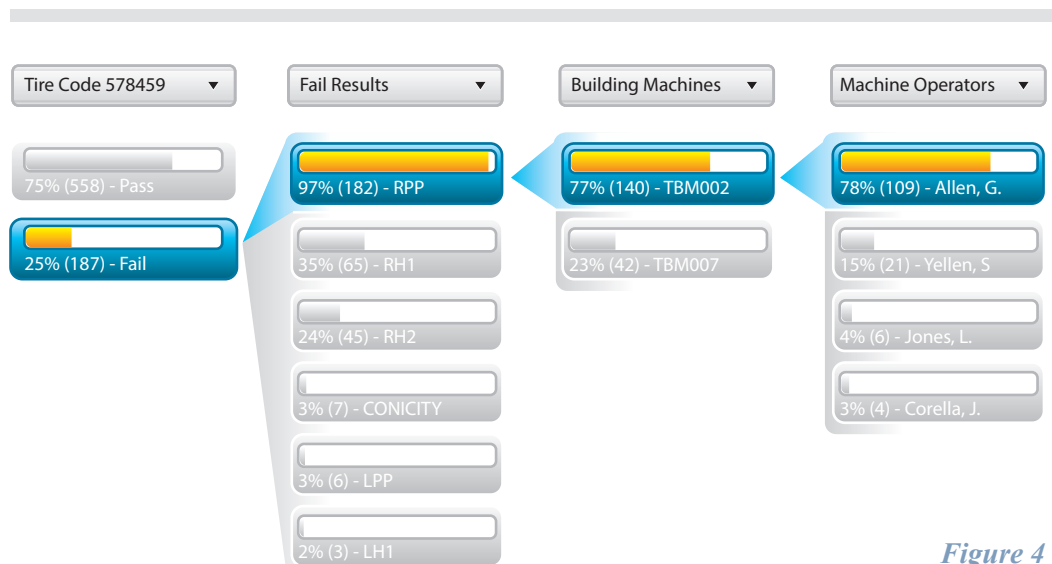 Tire Code 578459
Fail Results
Building Machines
Machine Operators
75% (558) - Pass
25% (187) - Fail
97% (182) - RPP
35% (65) - RH1
24% (45) - RH2
3% (7) - CONICITY
3% (6) - LPP
2% (3) - LH1
77% (140) - TBM002
23% (42) - TBM007
78% (109) - Allen, G.
15% (21) - Yellen, S
4% (6) - Jones, L.
3% (4) - Corella, J.
Figure 4